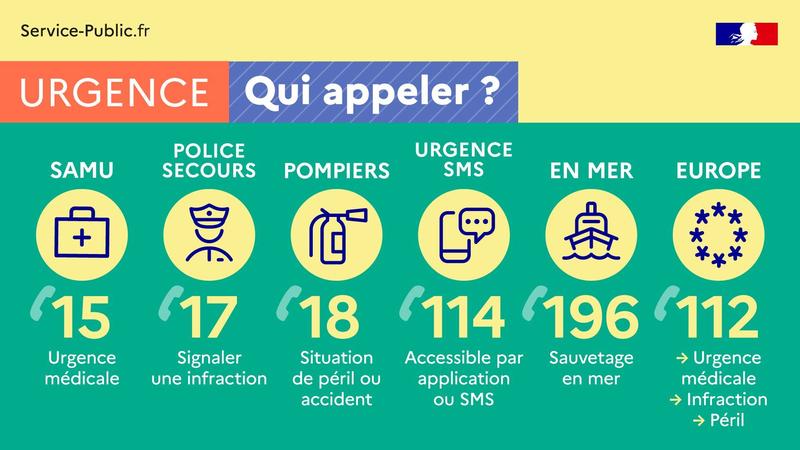 Service-Public.fr
URGENCE Qui appeler ?
SAMU
15
Urgence
médicale
POLICE
SECOURS
17
Signaler
une infraction
POMPIERS
18
Situation
de péril ou
accident
URGENCE
SMS
114
Accessible par
application
ou SMS
EN MER
196
Sauvetage
en mer
EUROPE
112
→ Urgence
médicale
→ Infraction
→ Péril